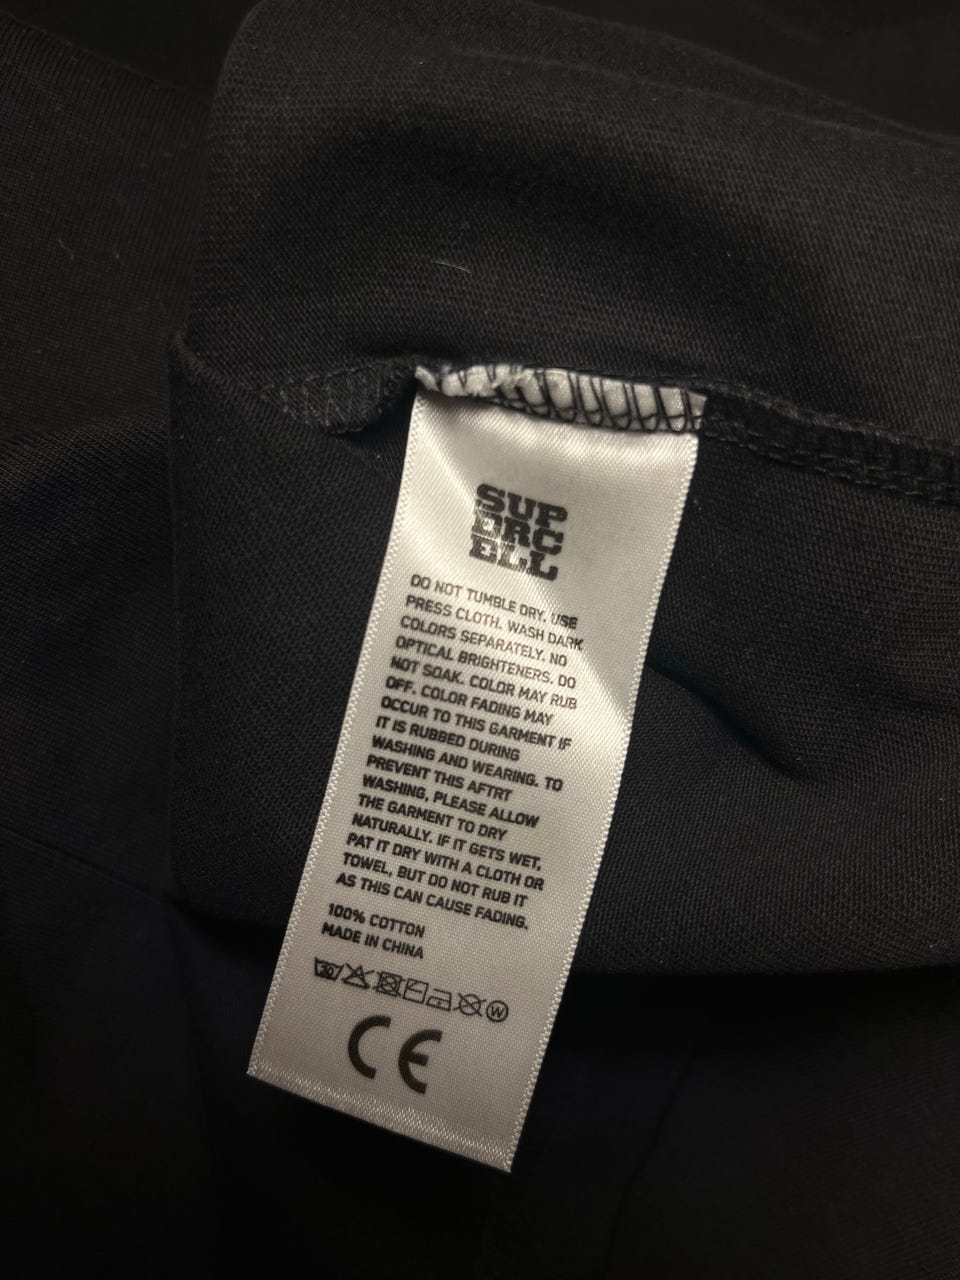 SUP
ERC
ELL
DO NOT TUMBLE DRY. USE
PRESS CLOTH. WASH DARK
COLORS SEPARATELY. NO
OPTICAL BRIGHTENERS. DO
NOT SOAK. COLOR MAY RUB
OFF. COLOR FADING MAY
OCCUR TO THIS GARMENT IF
IT IS RUBBED DURING
WASHING AND WEARING. TO
PREVENT THIS AFTRT
WASHING, PLEASE ALLOW
THE GARMENT TO DRY
NATURALLY. IF IT GETS WET,
PAT IT DRY WITH A CLOTH OR
TOWEL, BUT DO NOT RUB IT
AS THIS CAN CAUSE FADING.
100% COTTON
MADE IN CHINA
30 W
CE